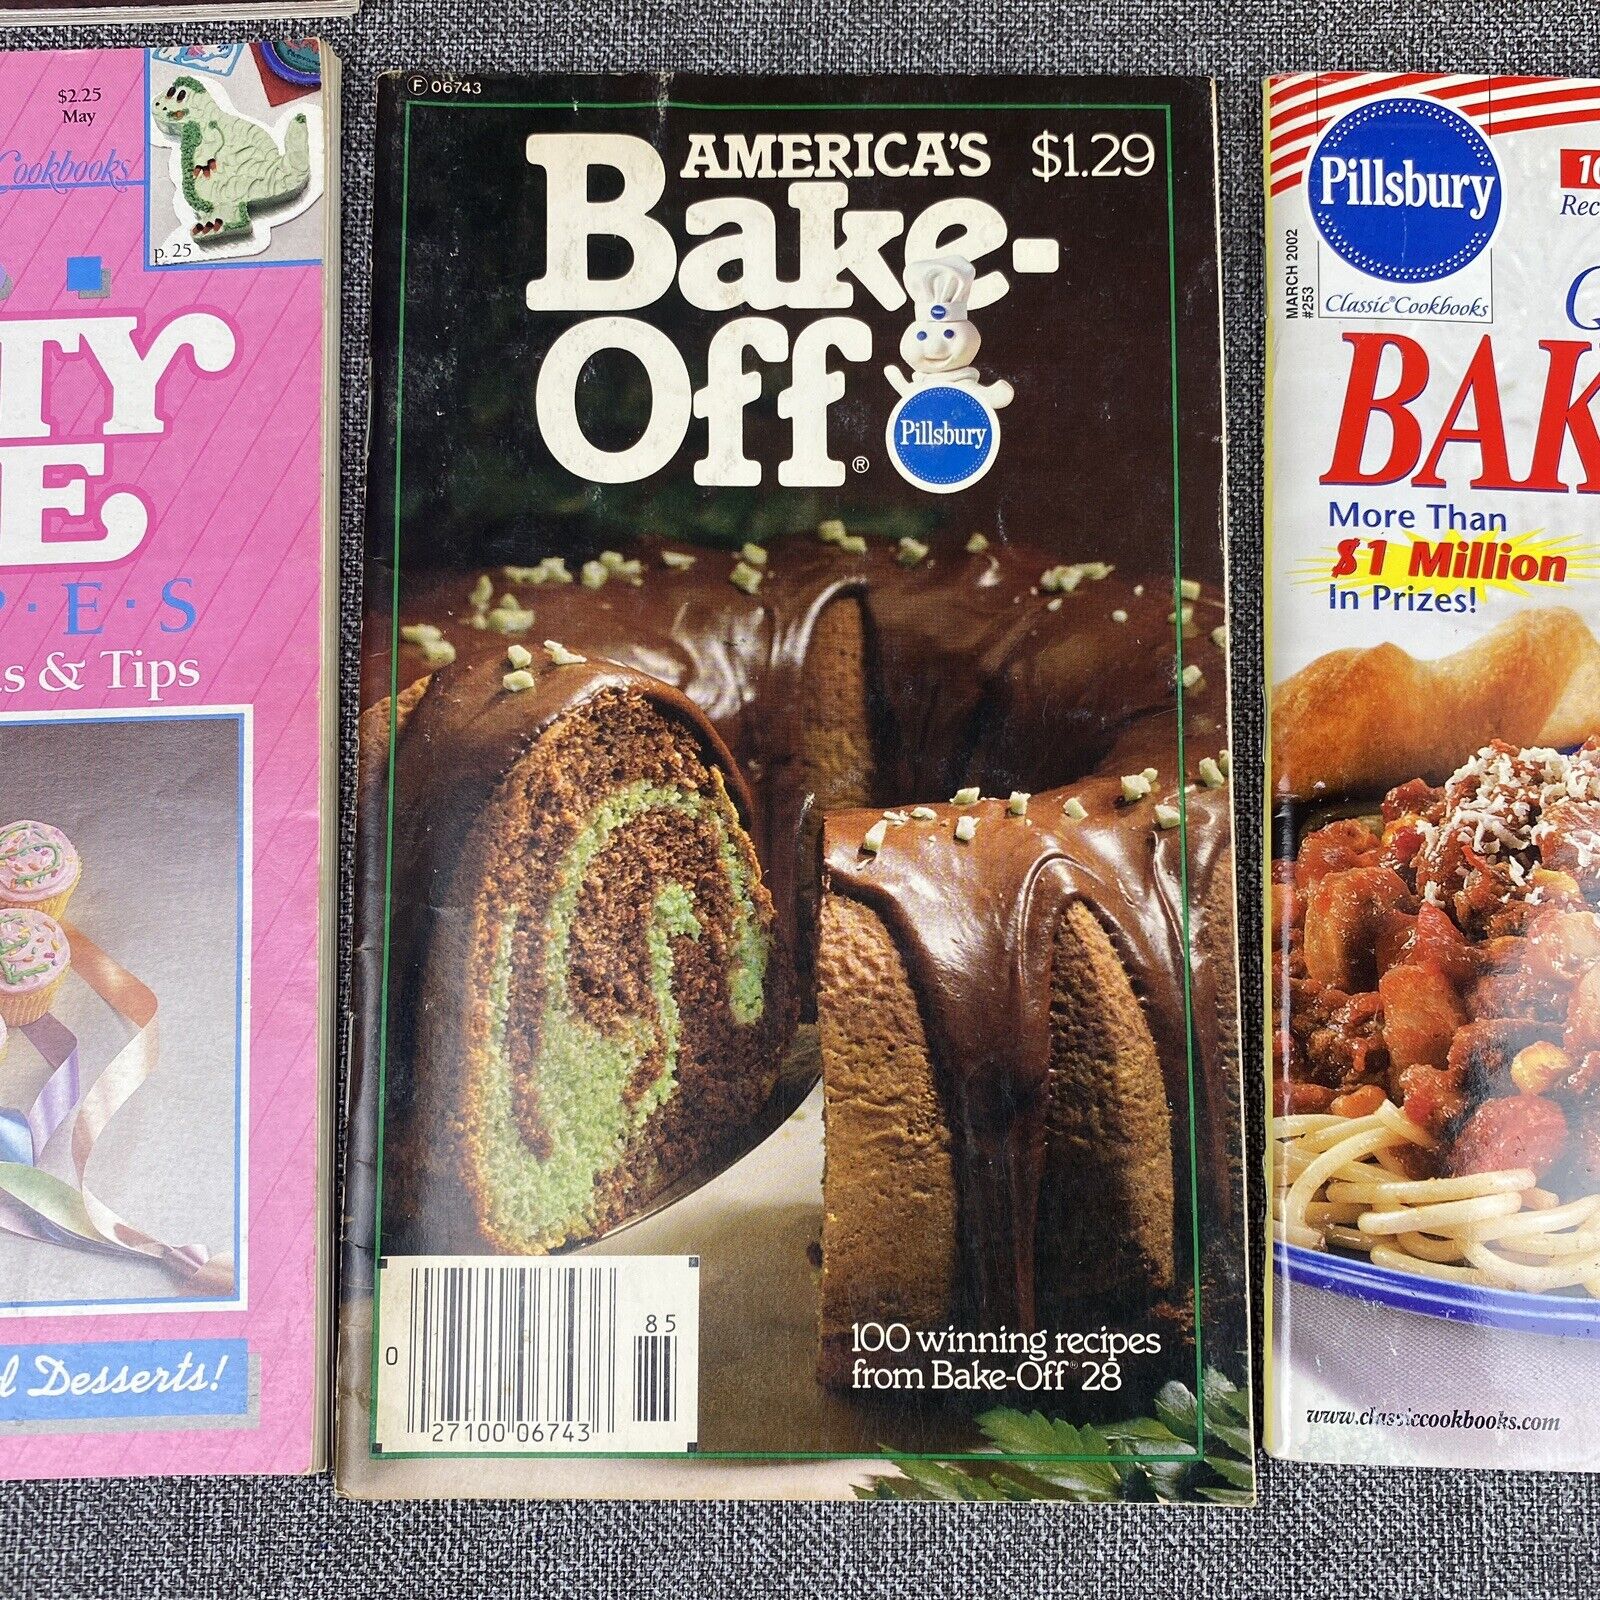 $2.25
May
Cookbooks
p. 25
TY
E
P·E·S
s & Tips
Desserts!
F 06743
AMERICA'S $1.29
Bake-
Off®
Pillsbury
100 winning recipes
from Bake-Off® 28
0
27100 06743
85
Pillsbury
Classic® Cookbooks
MARCH 2002
#253
10
Rec
Q
BAK
More Than
$1 Million
In Prizes!
www.classiccookbooks.com